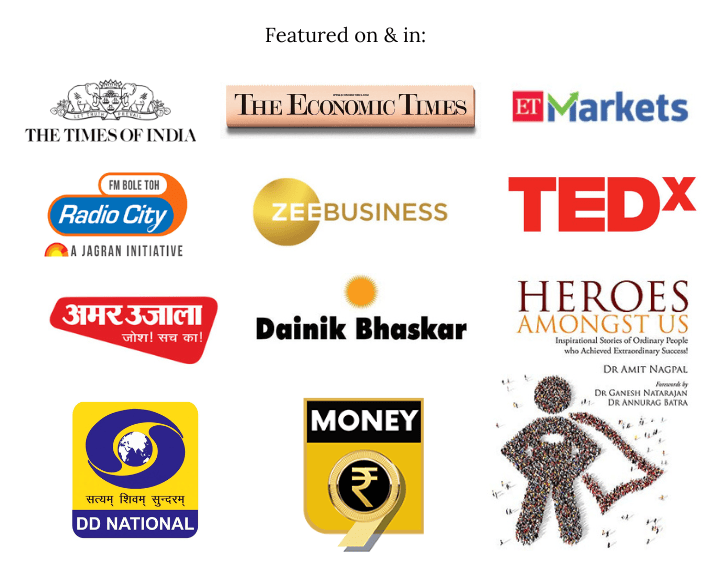 Featured on & in:
THE TIMES OF INDIA
THE ECONOMIC TIMES
ET Markets
FM BOLE TOH
Radio City
A JAGRAN INITIATIVE
ZEEBUSINESS
TEDx
अमर उजाला
जोश! सच का!
Dainik Bhaskar
HEROES
AMONGST US
Inspirational Stories of Ordinary People
who Achieved Extraordinary Success!
DR AMIT NAGPAL
Forewords by
DR GANESH NATARAJAN
DR ANNURAG BATRA
सत्यम् शिवम् सुन्दरम्
DD NATIONAL
MONEY
₹
9